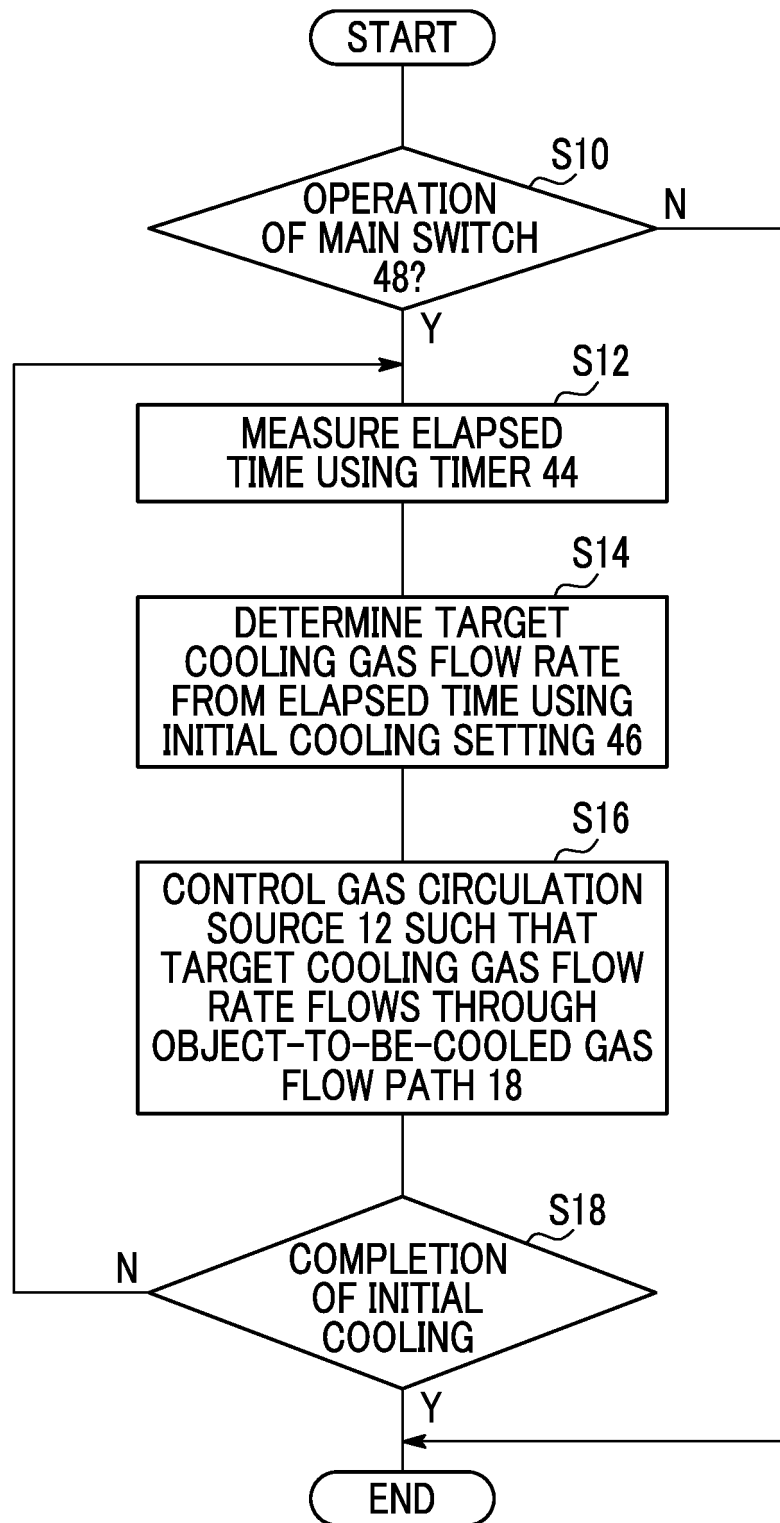 START
S10
OPERATION
OF MAIN SWITCH
48?
N
Y
S12
MEASURE ELAPSED
TIME USING TIMER 44
S14
DETERMINE TARGET
COOLING GAS FLOW RATE
FROM ELAPSED TIME USING
INITIAL COOLING SETTING 46
S16
CONTROL GAS CIRCULATION
SOURCE 12 SUCH THAT
TARGET COOLING GAS FLOW
RATE FLOWS THROUGH
OBJECT-TO-BE-COOLED GAS
FLOW PATH 18
S18
N
COMPLETION
OF INITIAL
COOLING
Y
END